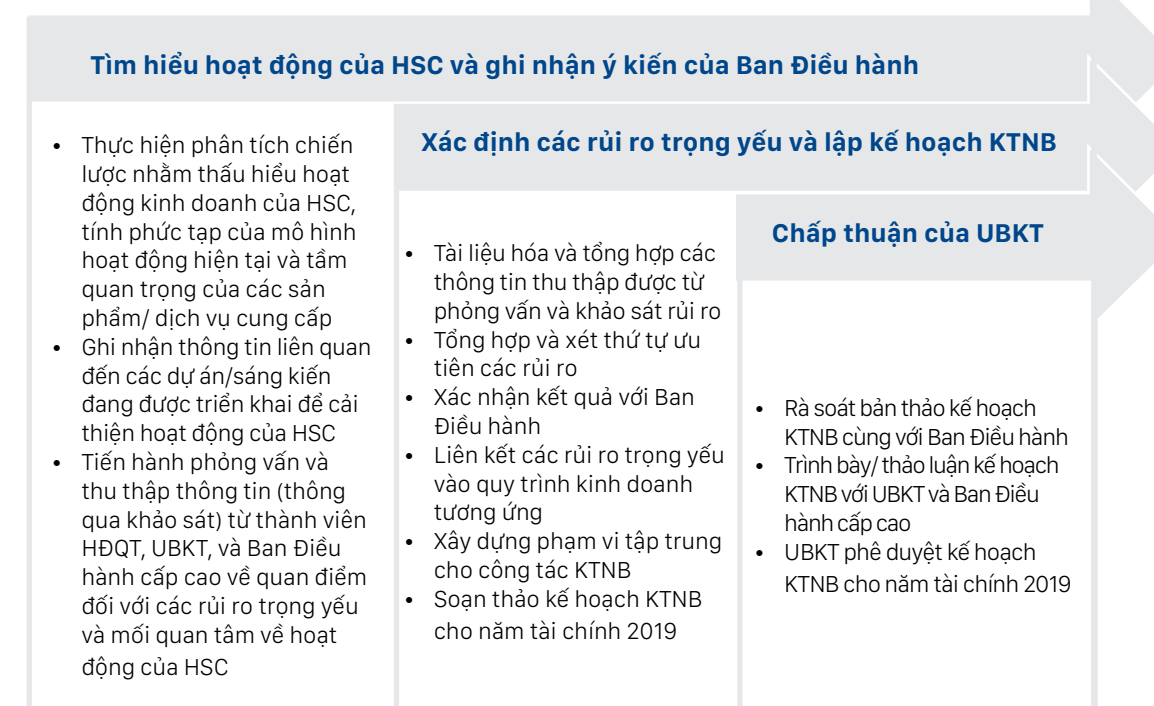 Tìm hiểu hoạt động của HSC và ghi nhận ý kiến của Ban Điều hành
• Thực hiện phân tích chiến
lược nhằm thấu hiểu hoạt
động kinh doanh của HSC,
tính phức tạp của mô hình
hoạt động hiện tại và tầm
quan trọng của các sản
phẩm/ dịch vụ cung cấp
• Ghi nhận thông tin liên quan
đến các dự án/sáng kiến
đang được triển khai để cải
thiện hoạt động của HSC
• Tiến hành phỏng vấn và
thu thập thông tin (thông
qua khảo sát) từ thành viên
HĐQT, UBKT, và Ban Điều
hành cấp cao về quan điểm
đối với các rủi ro trọng yếu
và mối quan tâm về hoạt
động của HSC
Xác định các rủi ro trọng yếu và lập kế hoạch KTNB
• Tài liệu hóa và tổng hợp các
thông tin thu thập được từ
phỏng vấn và khảo sát rủi ro
• Tổng hợp và xét thứ tự ưu
tiên các rủi ro
• Xác nhận kết quả với Ban
Điều hành
• Liên kết các rủi ro trọng yếu
vào quy trình kinh doanh
tương ứng
• Xây dựng phạm vi tập trung
cho công tác KTNB
• Soạn thảo kế hoạch KTNB
cho năm tài chính 2019
Chấp thuận của UBKT
• Rà soát bản thảo kế hoạch
KTNB cùng với Ban Điều hành
• Trình bày/ thảo luận kế hoạch
KTNB với UBKT và Ban Điều
hành cấp cao
• UBKT phê duyệt kế hoạch
KTNB cho năm tài chính 2019